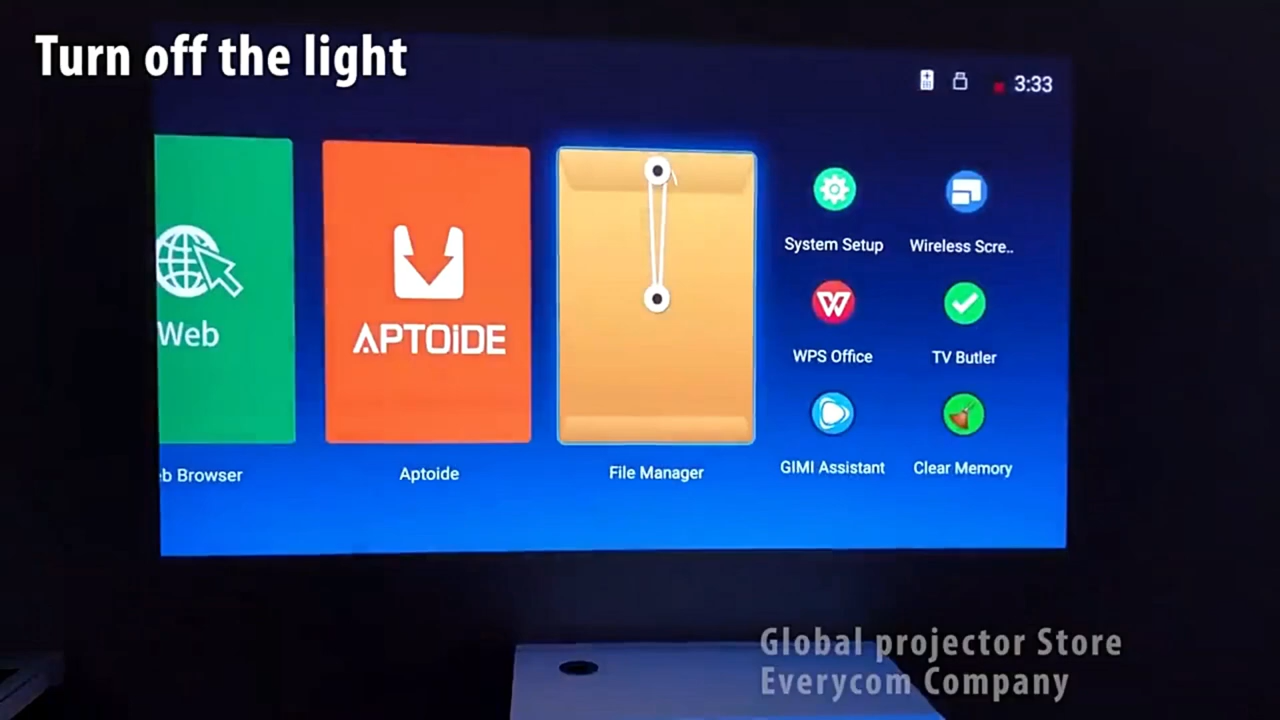 Turn off the light
3:33
Web
APTOiDE
System Setup
Wireless Scre..
WPS Office
TV Butler
GIMI Assistant
Clear Memory
b Browser
Aptoide
File Manager
Global projector Store
Everycom Company